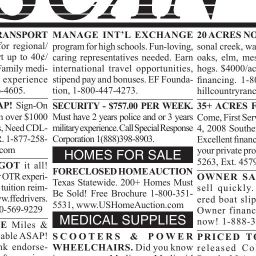 SCAN
RANSPORT
for regional/
t up to 40¢/
Family medi-
experience
-4605.
AP! Sign-On
n over $1000
, Need CDL-
R. 1-877-258-
com
GOT it all!
OTR experi-
tuition reim-
w.ffedrivers.
0-569-9229
E Miles &
able ASAP!
nk endorse-
MANAGE INT'L EXCHANGE
program for high schools. Fun-loving,
caring representatives needed. Earn
international travel opportunities,
stipend pay and bonuses. EF Founda-
tion, 1-800-447-4273.
SECURITY - $757.00 PER WEEK.
Must have 2 years police and or 3 years
military experience. Call Special Response
Corporation 1(888)398-8903.
HOMES FOR SALE
FORECLOSED HOME AUCTION
Texas Statewide. 200+ Homes Must
Be Sold! Free Brochure 1-800-351-
5531, www.USHomeAuction.com
MEDICAL SUPPLIES
SCOOTERS & POWER
WHEELCHAIRS. Did you know
20 ACRES NO
sonal creek, wa
oaks, elm, mes
hogs. $4000/ac
financing. 1-80
hillcountryranc
35+ ACRES F
Come, First Serv
4, 2008 Southe
Excellent financ
your private pro
5263, Ext. 4579
OWNER SA
sell quickly.
ered boat slip
Owner financ
now! 1-888-3
PRICED TO
released Co